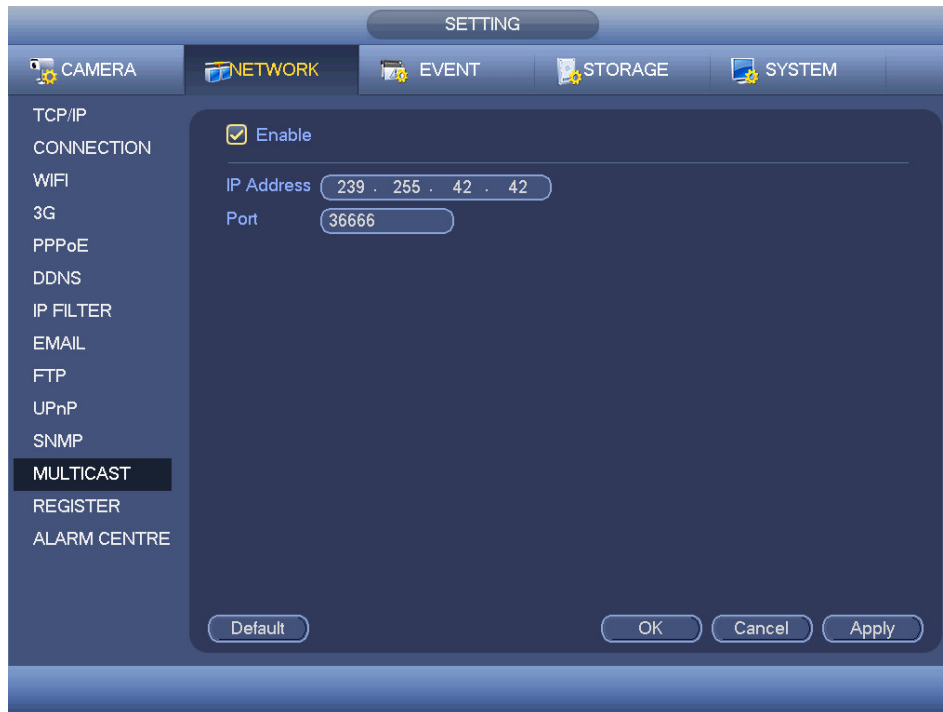 SETTING
CAMERA NETWORK EVENT STORAGE SYSTEM
TCP/IP
CONNECTION
WIFI
3G
PPPoE
DDNS
IP FILTER
EMAIL
FTP
UPnP
SNMP
MULTICAST
REGISTER
ALARM CENTRE
Enable
IP Address 239 . 255 . 42 . 42
Port 36666
Default OK Cancel Apply